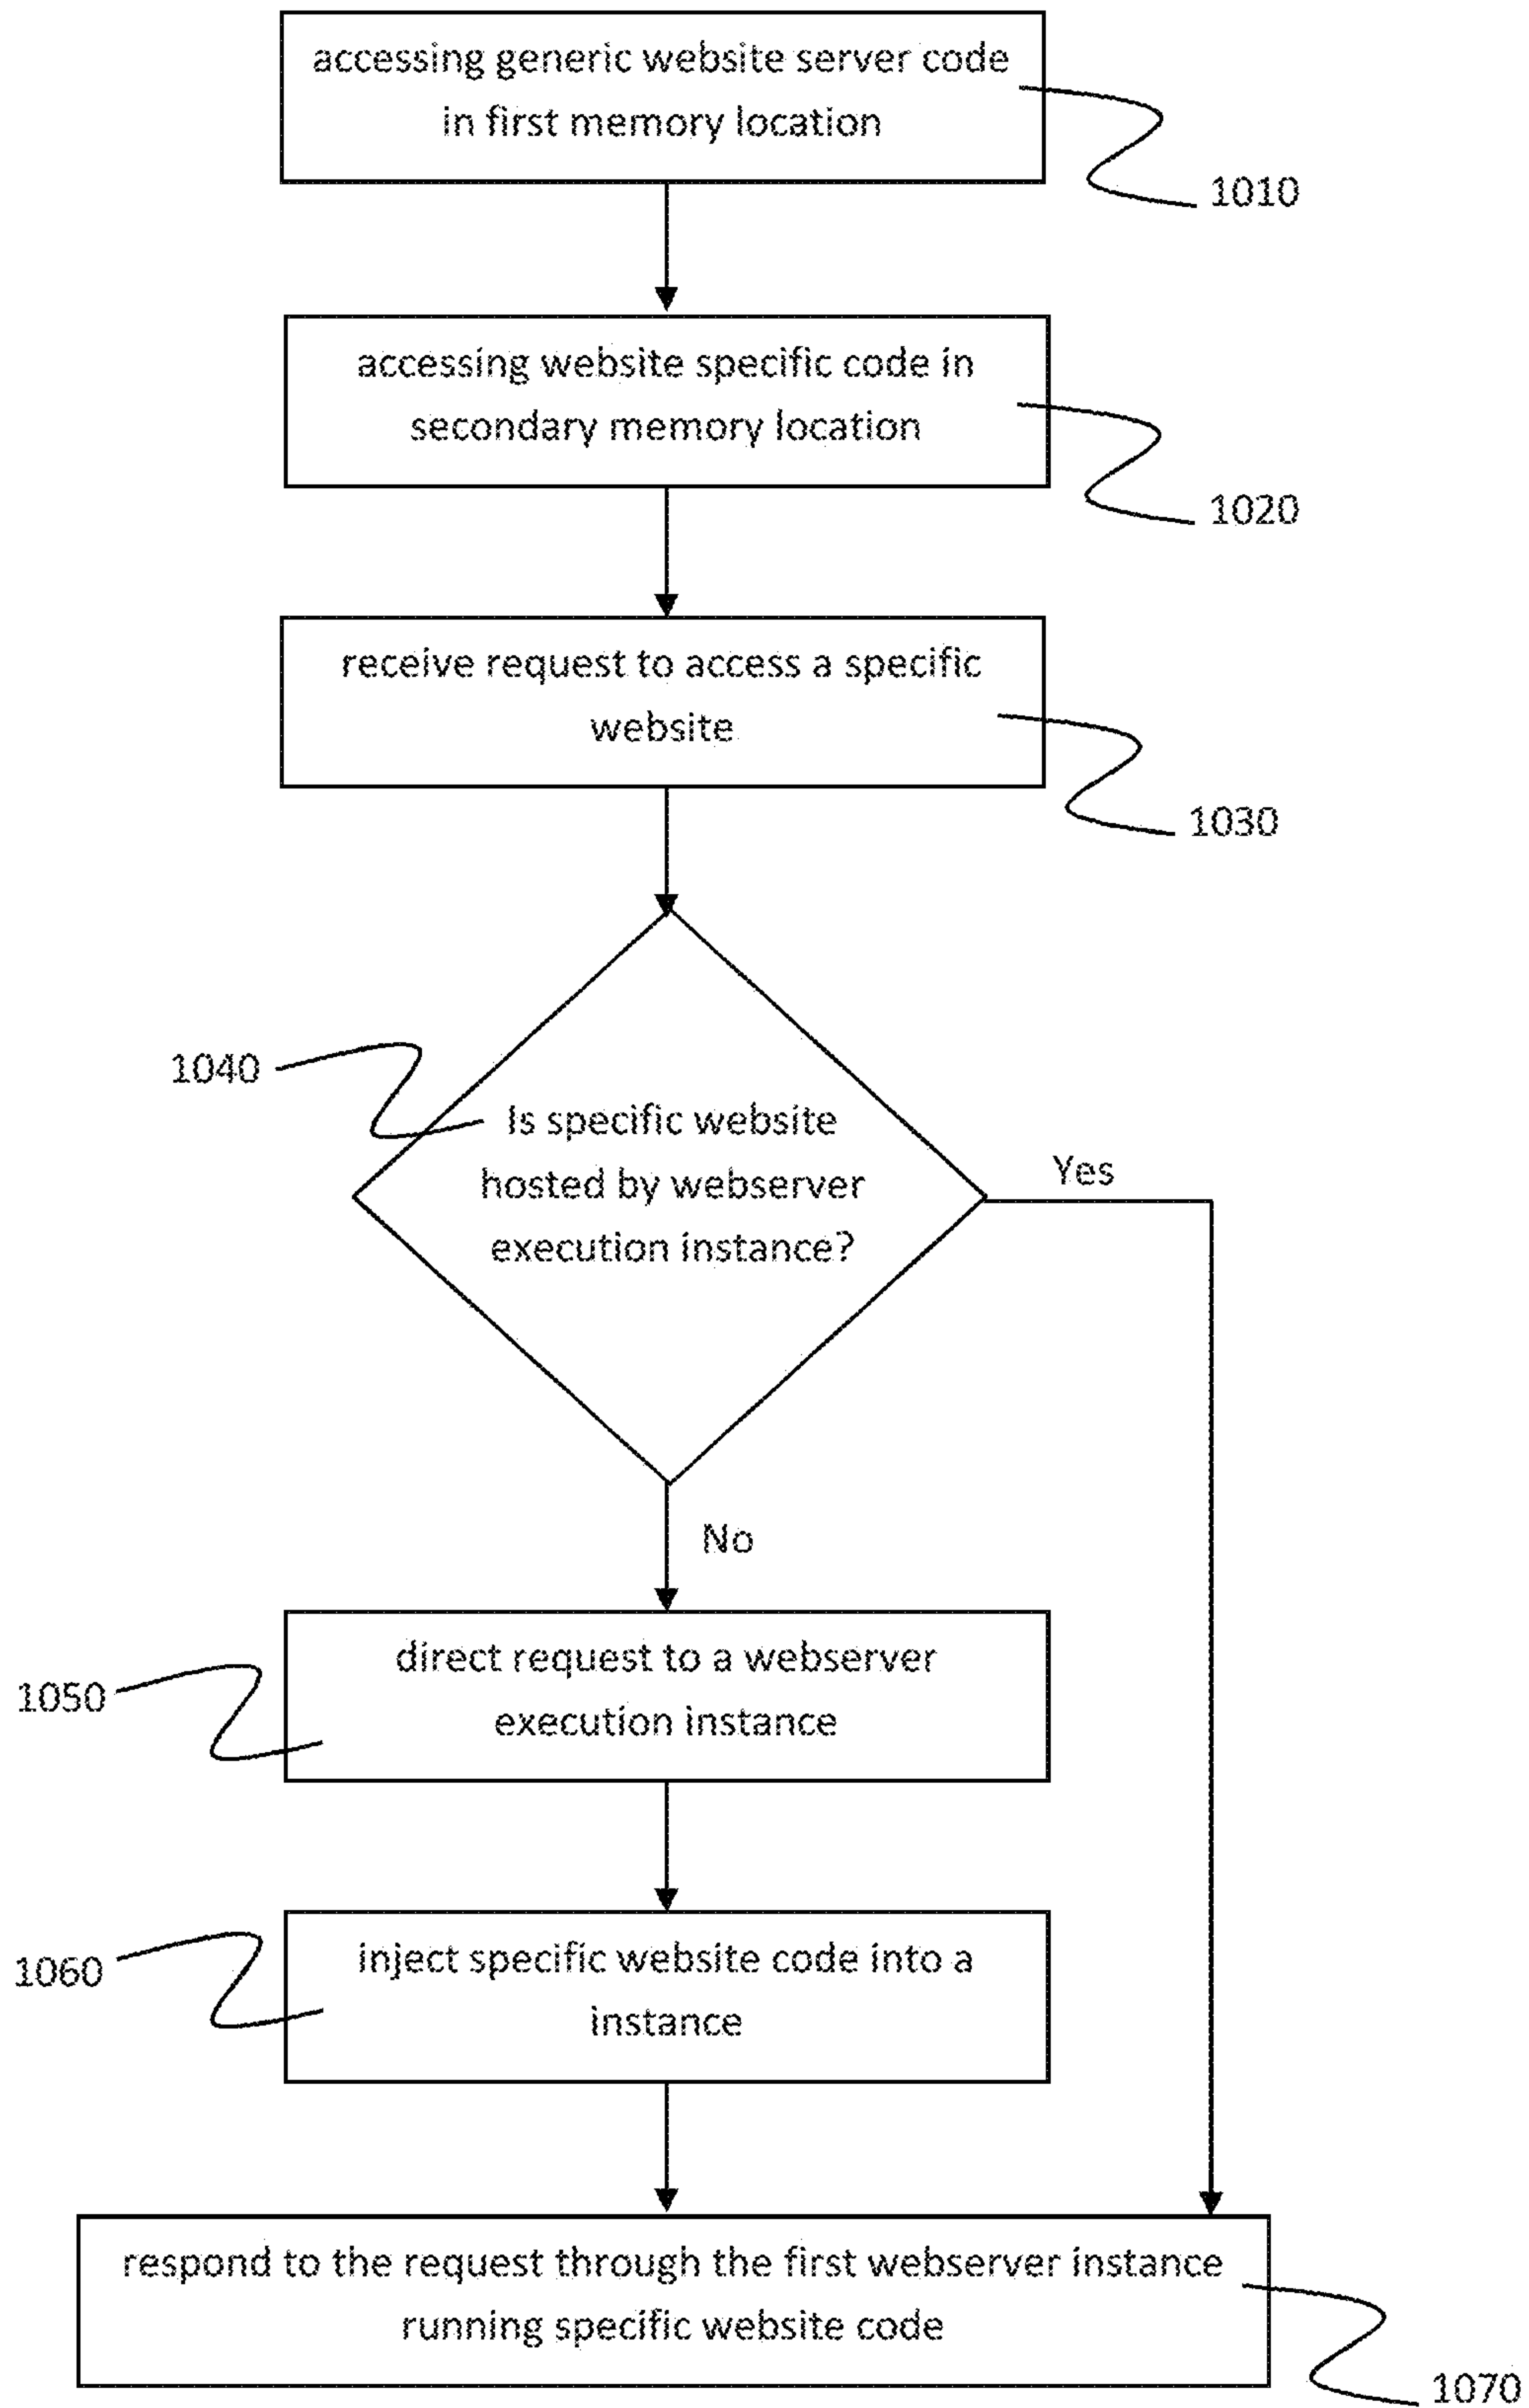 accessing generic website server code
in first memory location
1010
accessing website specific code in
secondary memory location
1020
receive request to access a specific
website
1030
1040
Is specific website
hosted by webserver
execution instance?
Yes
No
direct request to a webserver
execution instance
1050
inject specific website code into a
instance
1060
respond to the request through the first webserver instance
running specific website code
1070